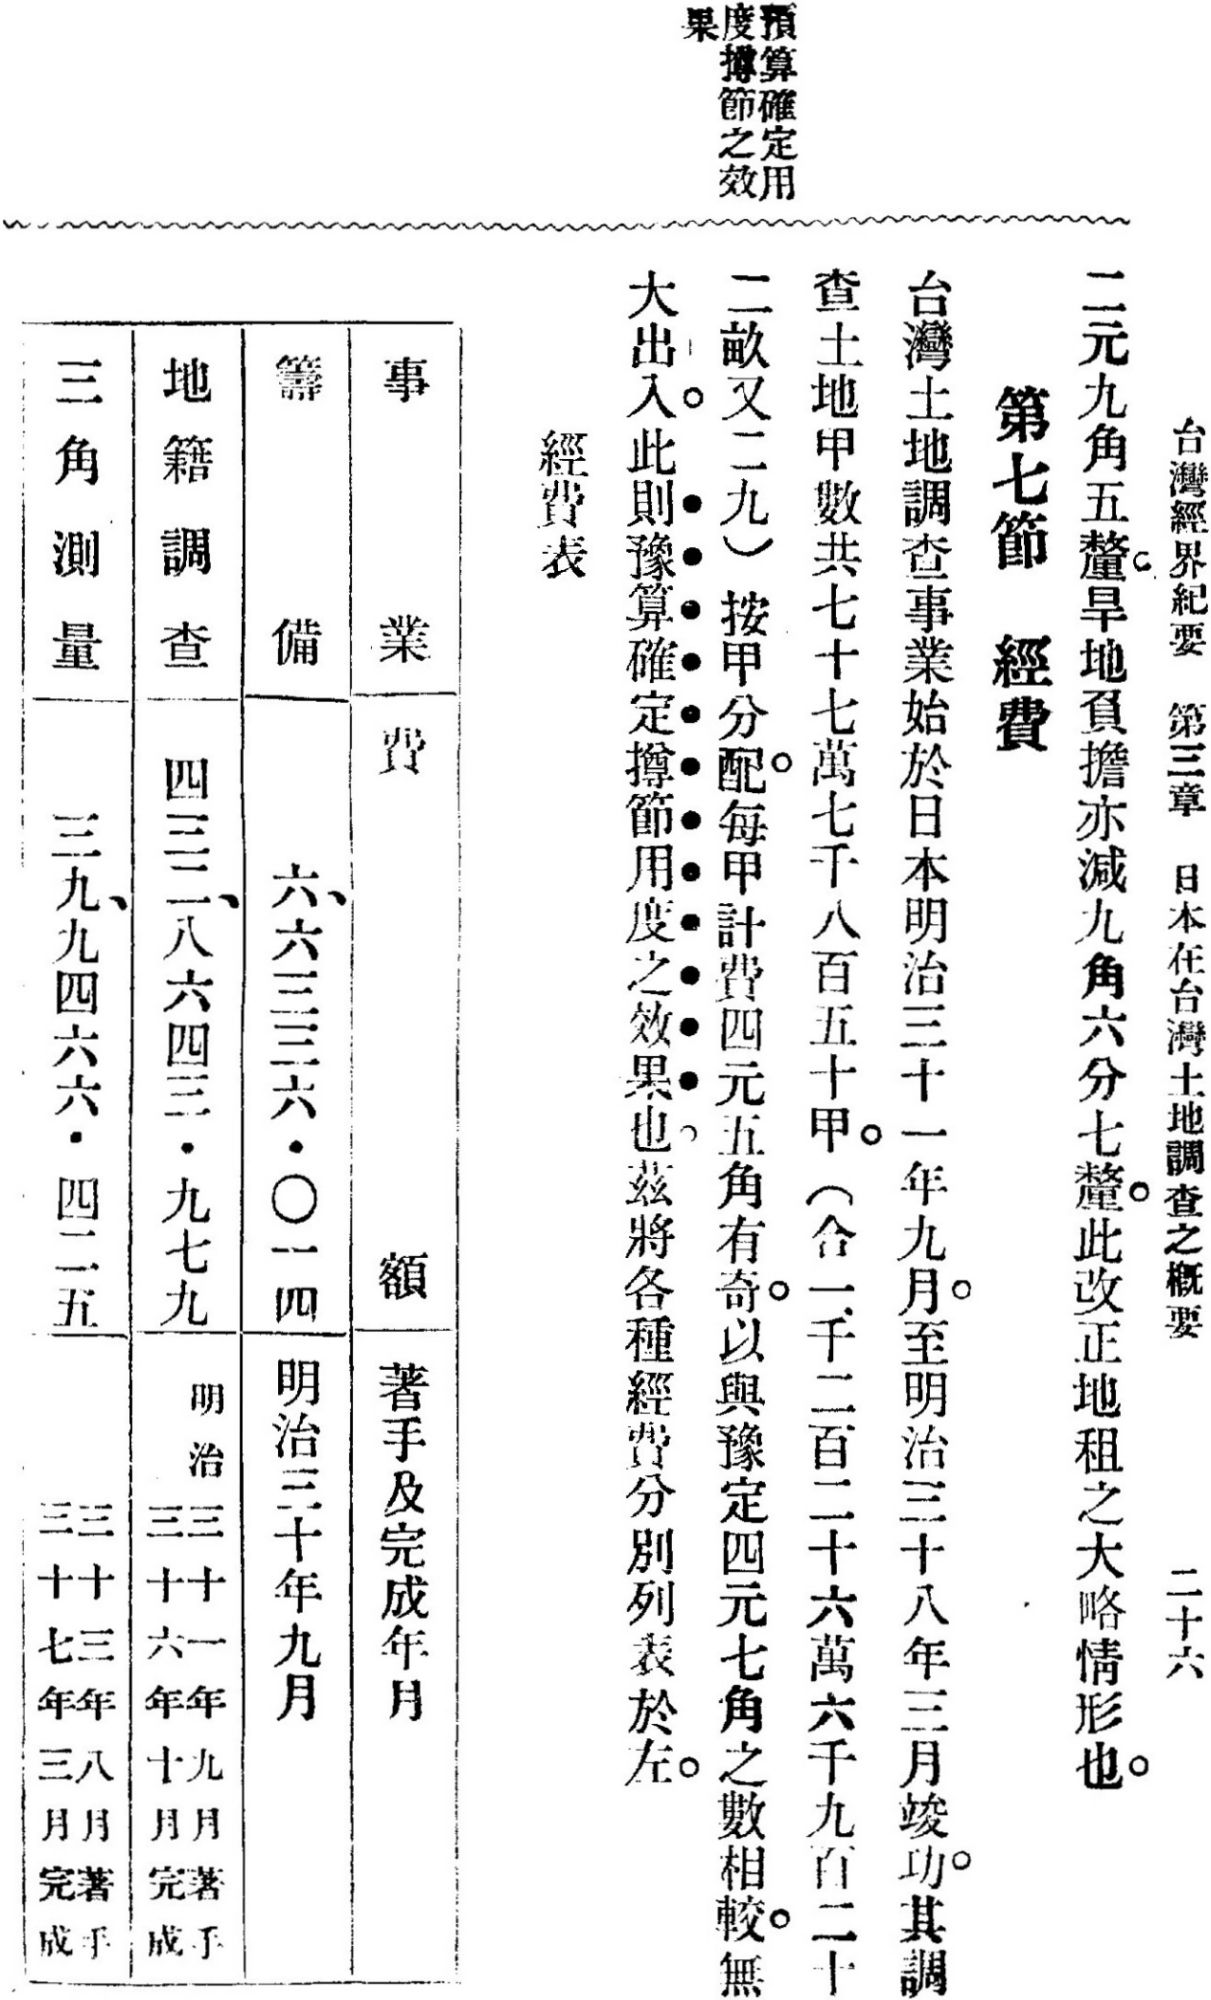 台灣經界紀要　第三章　日本在台灣土地調查之概要　二十六
預算確定用
度撙節之效
果
二元九角五釐。旱地負擔亦減九角六分七釐。此改正地租之大略情形也。
第七節　經費
台灣土地調查事業始於日本明治三十一年九月。至明治三十八年三月竣功。其調
查土地甲數共七十七萬七千八百五十甲。（合一千二百二十六萬六千九百二十
二畝又二九）按甲分配。每甲計費四元五角有奇。以與豫定四元七角之數相較。無
大出入。此則豫算確定撙節用度之效果也。茲將各種經費分別列表於左。
經費表
事業　費額　著手及完成年月
籌備　六、六三三六・〇一四　明治三十年九月
地籍調查　四三二、八六四三・九七九　明治　三十一年九月著手
三十六年十月完成
三角測量　三九、九四六六・四二五　三十三年八月著手
三十七年三月完成